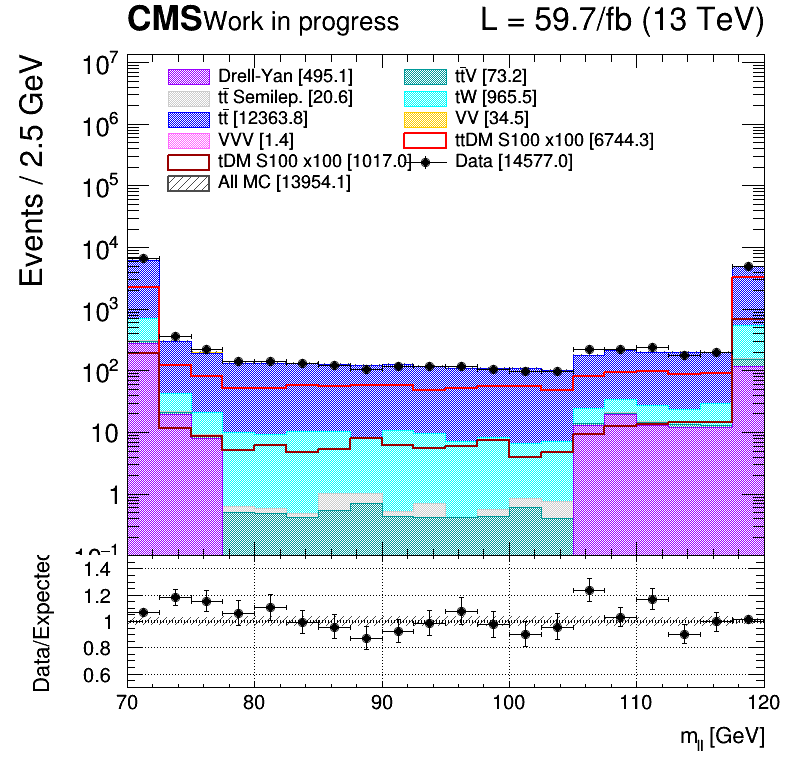 CMS Work in progress L = 59.7/fb (13 TeV)
Events / 2.5 GeV
10⁷
10⁶
10⁵
10⁴
10³
10²
10
1
10⁻¹
Drell-Yan [495.1]
tt̄V [73.2]
tt̄ Semilep. [20.6]
tW [965.5]
tt̄ [12363.8]
VV [34.5]
VVV [1.4]
ttDM S100 x100 [6744.3]
tDM S100 x100 [1017.0]
Data [14577.0]
All MC [13954.1]
Data/Expected
1.4
1.2
1
0.8
0.6
70 80 90 100 110 120
m_ll [GeV]